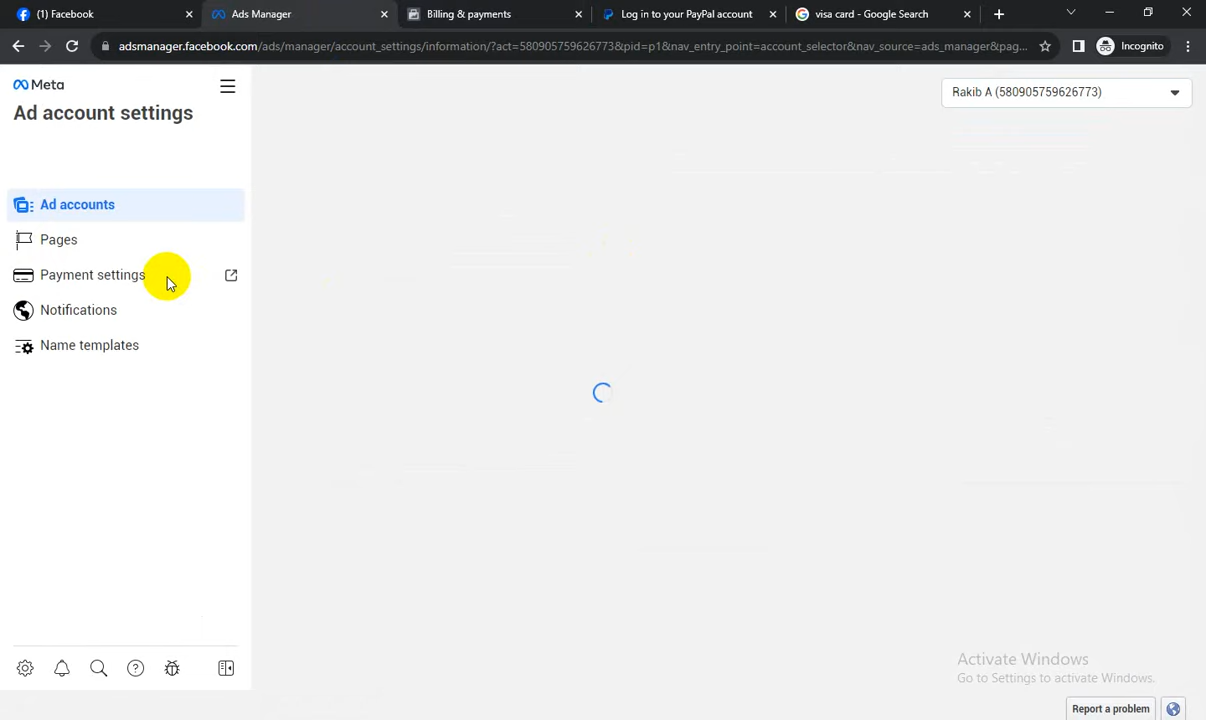 (1) Facebook
Ads Manager
Billing & payments
Log in to your PayPal account
visa card - Google Search
adsmanager.facebook.com/ads/manager/account_settings/information/?act=580905759626773&pid=p1&nav_entry_point=account_selector&nav_source=ads_manager&pag...
Incognito
Meta
Ad account settings
Rakib A (580905759626773)
Ad accounts
Pages
Payment settings
Notifications
Name templates
Activate Windows
Go to Settings to activate Windows.
Report a problem